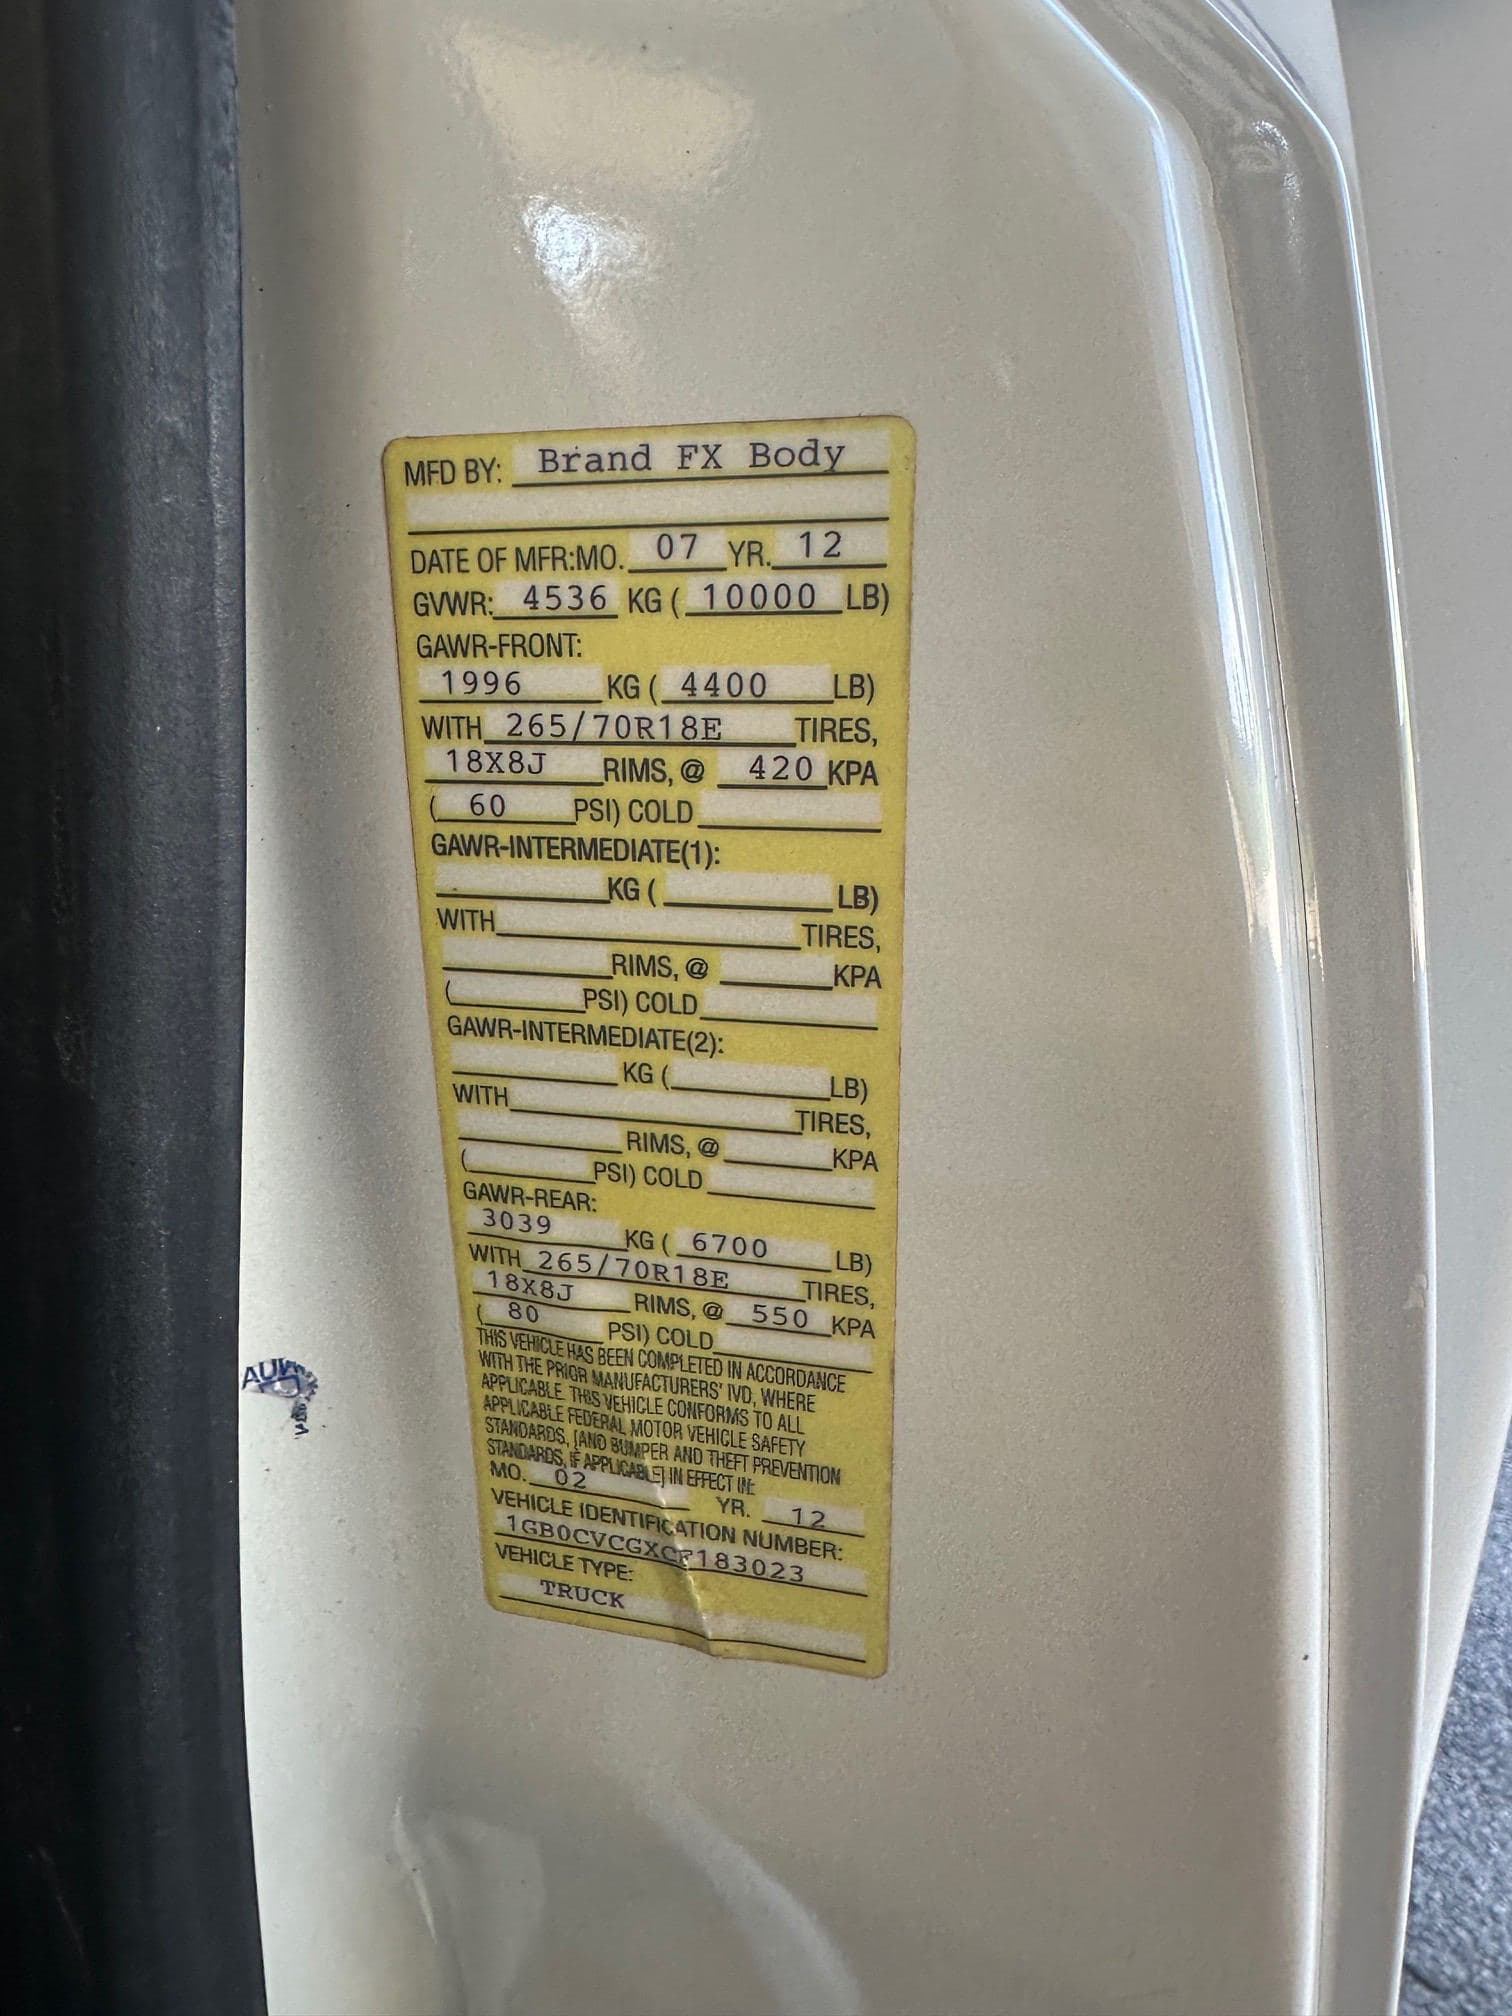 MFD BY: Brand FX Body
DATE OF MFR:MO. 07 YR. 12
GVWR: 4536 KG ( 10000 LB)
GAWR-FRONT:
1996 KG ( 4400 LB)
WITH 265/70R18E TIRES,
18X8J RIMS, @ 420 KPA
( 60 PSI) COLD
GAWR-INTERMEDIATE(1):
KG ( LB)
WITH TIRES,
RIMS, @ KPA
( PSI) COLD
GAWR-INTERMEDIATE(2):
KG ( LB)
WITH TIRES,
RIMS, @ KPA
( PSI) COLD
GAWR-REAR:
3039 KG ( 6700 LB)
WITH 265/70R18E TIRES,
18X8J RIMS, @ 550 KPA
( 80 PSI) COLD
THIS VEHICLE HAS BEEN COMPLETED IN ACCORDANCE
WITH THE PRIOR MANUFACTURERS' IVD, WHERE
APPLICABLE. THIS VEHICLE CONFORMS TO ALL
APPLICABLE FEDERAL MOTOR VEHICLE SAFETY
STANDARDS, [AND BUMPER AND THEFT PREVENTION
STANDARDS, IF APPLICABLE] IN EFFECT IN:
MO. 02 YR. 12
VEHICLE IDENTIFICATION NUMBER:
1GB0CVCGXCF183023
VEHICLE TYPE:
TRUCK